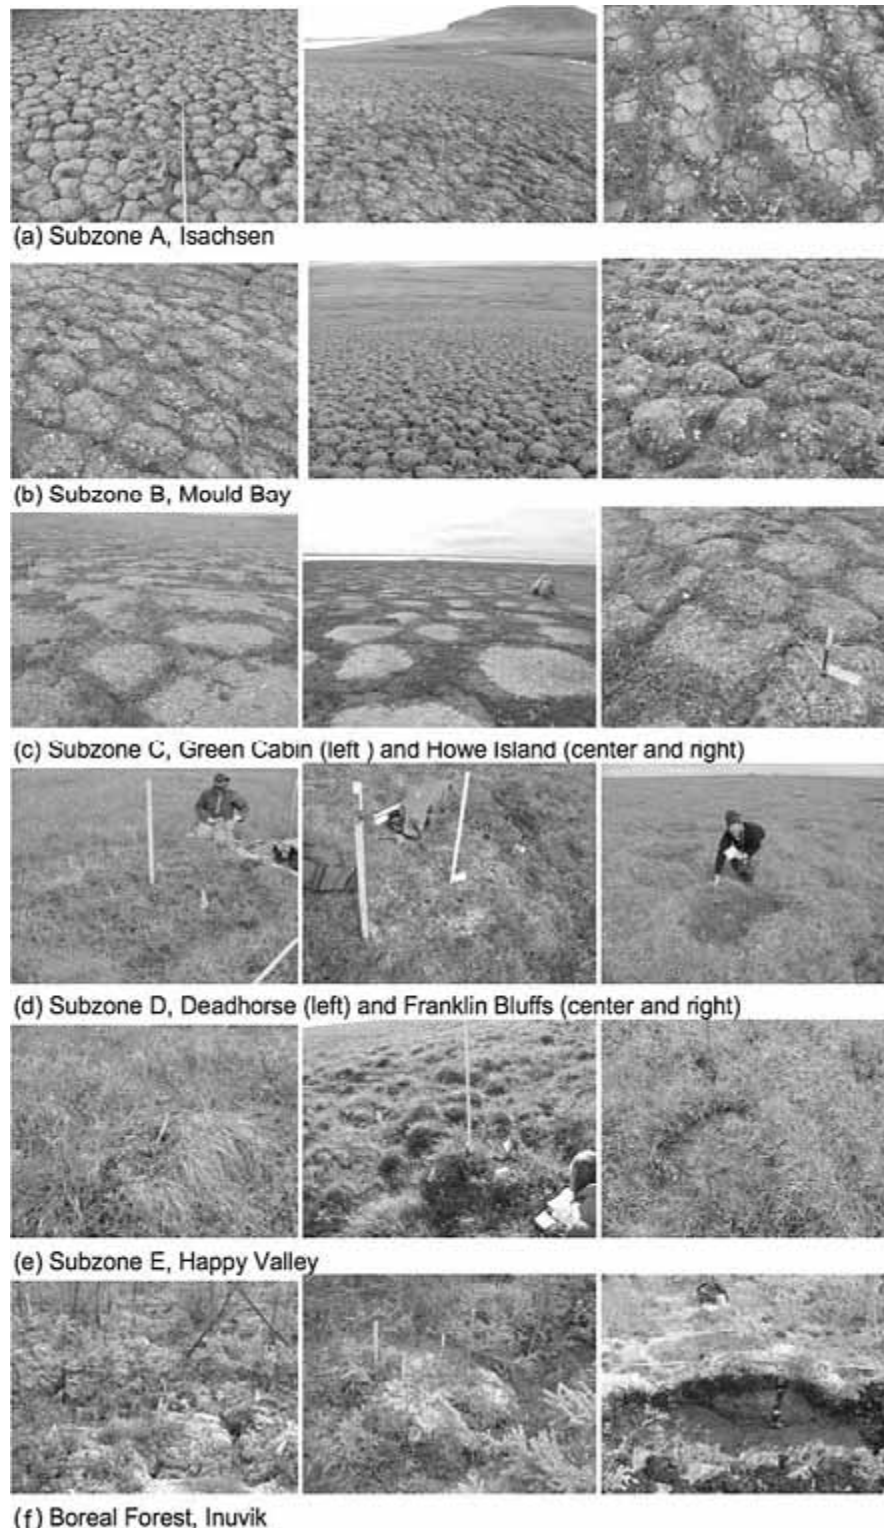 (a) Subzone A, Isachsen
(b) Subzone B, Mould Bay
(c) Subzone C, Green Cabin (left ) and Howe Island (center and right)
(d) Subzone D, Deadhorse (left) and Franklin Bluffs (center and right)
(e) Subzone E, Happy Valley
(f) Boreal Forest, Inuvik